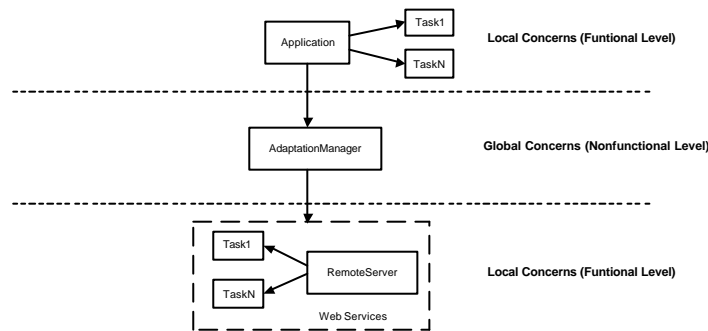 Task1
Application
Local Concerns (Funtional Level)
TaskN
AdaptationManager
Global Concerns (Nonfunctional Level)
Task1
RemoteServer
Local Concerns (Funtional Level)
TaskN
Web Services